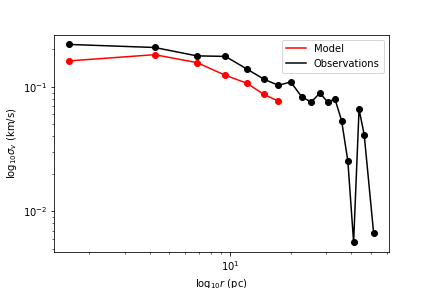 Model
Observations
10⁻¹
10⁻²
log₁₀σᵥ (km/s)
10¹
log₁₀r (pc)